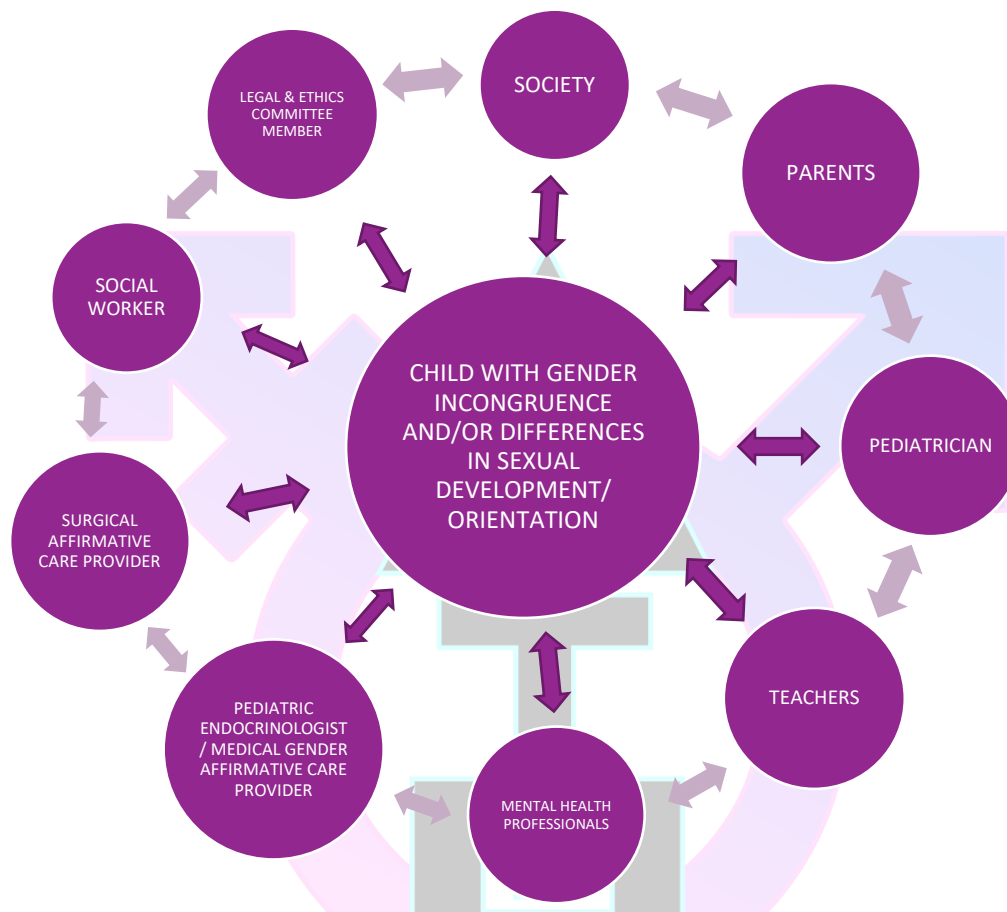 SOCIETY
PARENTS
PEDIATRICIAN
TEACHERS
MENTAL HEALTH
PROFESSIONALS
PEDIATRIC
ENDOCRINOLOGIST
/ MEDICAL GENDER
AFFIRMATIVE CARE
PROVIDER
SURGICAL
AFFIRMATIVE
CARE PROVIDER
SOCIAL
WORKER
LEGAL & ETHICS
COMMITTEE
MEMBER
CHILD WITH GENDER
INCONGRUENCE
AND/OR DIFFERENCES
IN SEXUAL
DEVELOPMENT/
ORIENTATION